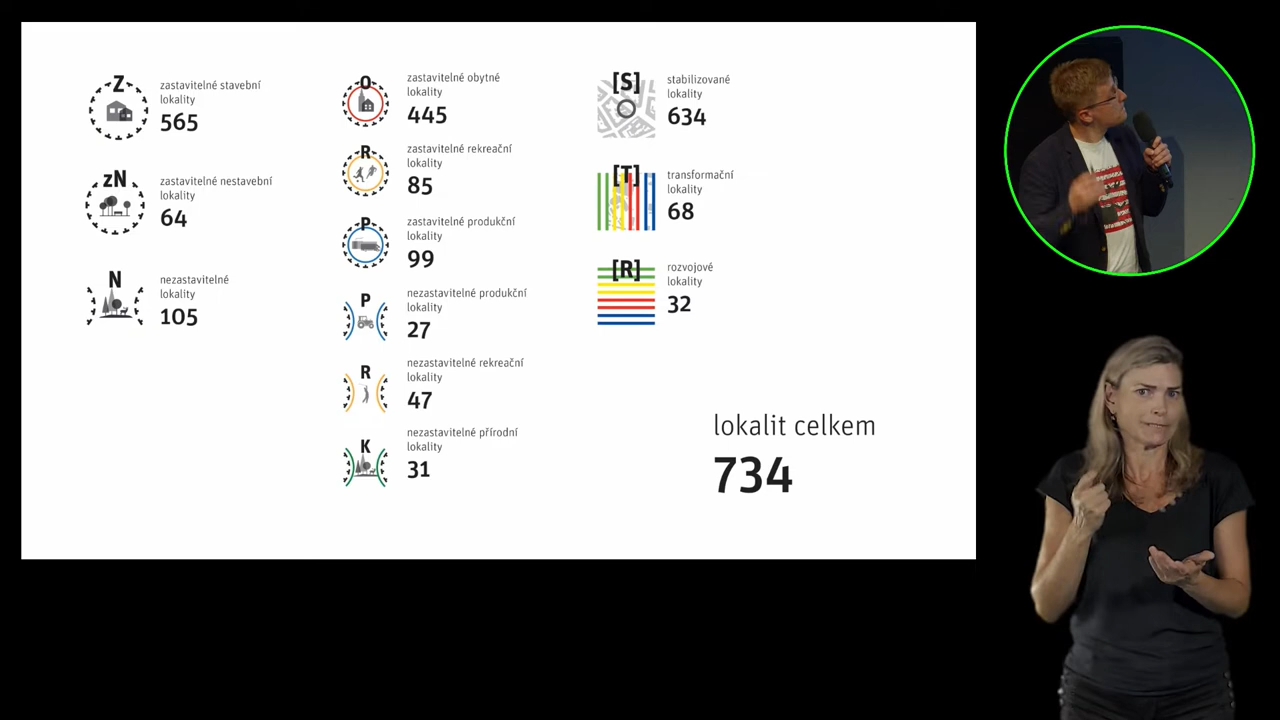 Z
zastavitelné stavební
lokality
565
zN
zastavitelné nestavební
lokality
64
N
nezastavitelné
lokality
105
O
zastavitelné obytné
lokality
445
R
zastavitelné rekreační
lokality
85
P
zastavitelné produkční
lokality
99
P
nezastavitelné produkční
lokality
27
R
nezastavitelné rekreační
lokality
47
K
nezastavitelné přírodní
lokality
31
[S]
stabilizované
lokality
634
[T]
transformační
lokality
68
[R]
rozvojové
lokality
32
lokalit celkem
734